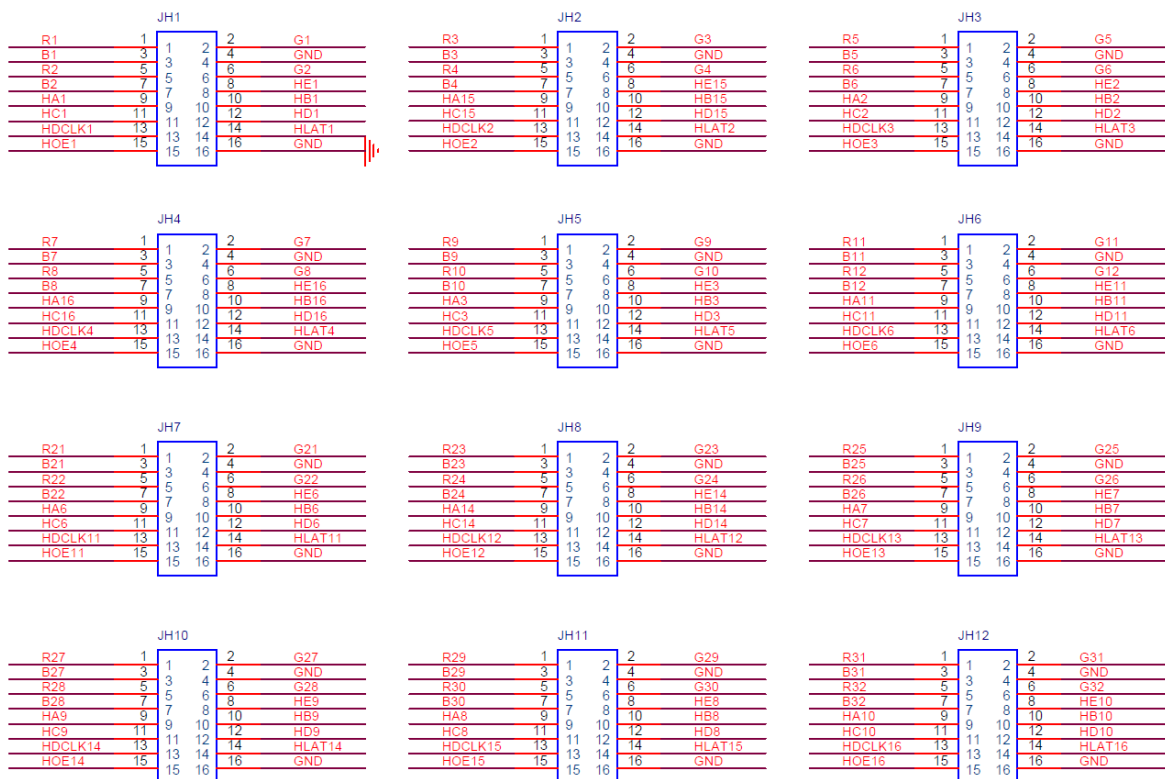 JH1 JH2 JH3
R1 1 1 2 2 G1 R3 1 1 2 2 G3 R5 1 1 2 2 G5
B1 3 3 4 4 GND B3 3 3 4 4 GND B5 3 3 4 4 GND
R2 5 5 6 6 G2 R4 5 5 6 6 G4 R6 5 5 6 6 G6
B2 7 7 8 8 HE1 B4 7 7 8 8 HE15 B6 7 7 8 8 HE2
HA1 9 9 10 10 HB1 HA15 9 9 10 10 HB15 HA2 9 9 10 10 HB2
HC1 11 11 12 12 HD1 HC15 11 11 12 12 HD15 HC2 11 11 12 12 HD2
HDCLK1 13 13 14 14 HLAT1 HDCLK2 13 13 14 14 HLAT2 HDCLK3 13 13 14 14 HLAT3
HOE1 15 15 16 16 GND HOE2 15 15 16 16 GND HOE3 15 15 16 16 GND
JH4 JH5 JH6
R7 1 1 2 2 G7 R9 1 1 2 2 G9 R11 1 1 2 2 G11
B7 3 3 4 4 GND B9 3 3 4 4 GND B11 3 3 4 4 GND
R8 5 5 6 6 G8 R10 5 5 6 6 G10 R12 5 5 6 6 G12
B8 7 7 8 8 HE16 B10 7 7 8 8 HE3 B12 7 7 8 8 HE11
HA16 9 9 10 10 HB16 HA3 9 9 10 10 HB3 HA11 9 9 10 10 HB11
HC16 11 11 12 12 HD16 HC3 11 11 12 12 HD3 HC11 11 11 12 12 HD11
HDCLK4 13 13 14 14 HLAT4 HDCLK5 13 13 14 14 HLAT5 HDCLK6 13 13 14 14 HLAT6
HOE4 15 15 16 16 GND HOE5 15 15 16 16 GND HOE6 15 15 16 16 GND
JH7 JH8 JH9
R21 1 1 2 2 G21 R23 1 1 2 2 G23 R25 1 1 2 2 G25
B21 3 3 4 4 GND B23 3 3 4 4 GND B25 3 3 4 4 GND
R22 5 5 6 6 G22 R24 5 5 6 6 G24 R26 5 5 6 6 G26
B22 7 7 8 8 HE6 B24 7 7 8 8 HE14 B26 7 7 8 8 HE7
HA6 9 9 10 10 HB6 HA14 9 9 10 10 HB14 HA7 9 9 10 10 HB7
HC6 11 11 12 12 HD6 HC14 11 11 12 12 HD14 HC7 11 11 12 12 HD7
HDCLK11 13 13 14 14 HLAT11 HDCLK12 13 13 14 14 HLAT12 HDCLK13 13 13 14 14 HLAT13
HOE11 15 15 16 16 GND HOE12 15 15 16 16 GND HOE13 15 15 16 16 GND
JH10 JH11 JH12
R27 1 1 2 2 G27 R29 1 1 2 2 G29 R31 1 1 2 2 G31
B27 3 3 4 4 GND B29 3 3 4 4 GND B31 3 3 4 4 GND
R28 5 5 6 6 G28 R30 5 5 6 6 G30 R32 5 5 6 6 G32
B28 7 7 8 8 HE9 B30 7 7 8 8 HE8 B32 7 7 8 8 HE10
HA9 9 9 10 10 HB9 HA8 9 9 10 10 HB8 HA10 9 9 10 10 HB10
HC9 11 11 12 12 HD9 HC8 11 11 12 12 HD8 HC10 11 11 12 12 HD10
HDCLK14 13 13 14 14 HLAT14 HDCLK15 13 13 14 14 HLAT15 HDCLK16 13 13 14 14 HLAT16
HOE14 15 15 16 16 GND HOE15 15 15 16 16 GND HOE16 15 15 16 16 GND